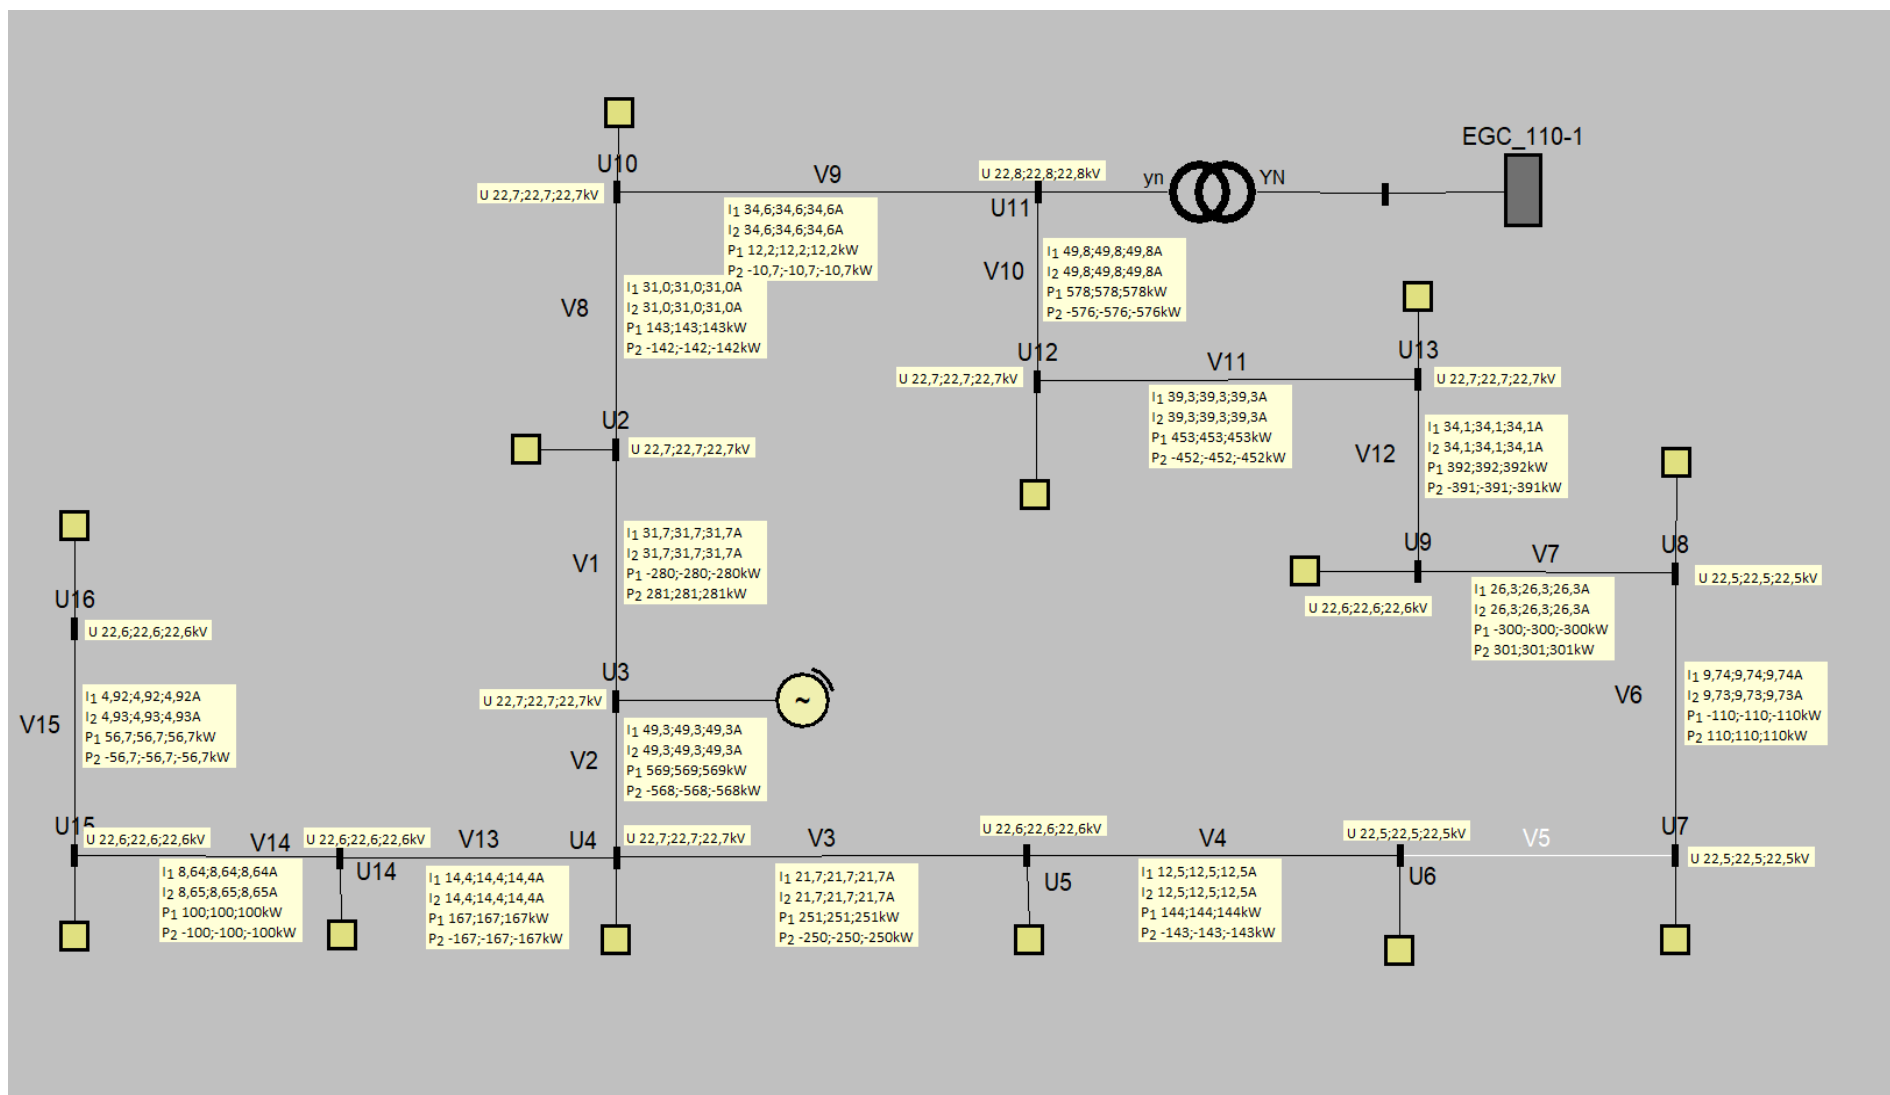 EGC_110-1
U10
V9
U 22,8;22,8;22,8kV
yn
YN
U 22,7;22,7;22,7kV
U11
I1 34,6;34,6;34,6A
I2 34,6;34,6;34,6A
P1 12,2;12,2;12,2kW
P2 -10,7;-10,7;-10,7kW
V10
I1 49,8;49,8;49,8A
I2 49,8;49,8;49,8A
P1 578;578;578kW
P2 -576;-576;-576kW
V8
I1 31,0;31,0;31,0A
I2 31,0;31,0;31,0A
P1 143;143;143kW
P2 -142;-142;-142kW
U12
V11
U13
U 22,7;22,7;22,7kV
U 22,7;22,7;22,7kV
I1 39,3;39,3;39,3A
I2 39,3;39,3;39,3A
P1 453;453;453kW
P2 -452;-452;-452kW
U2
U 22,7;22,7;22,7kV
V12
I1 34,1;34,1;34,1A
I2 34,1;34,1;34,1A
P1 392;392;392kW
P2 -391;-391;-391kW
V1
I1 31,7;31,7;31,7A
I2 31,7;31,7;31,7A
P1 -280;-280;-280kW
P2 281;281;281kW
U9
V7
U8
U 22,5;22,5;22,5kV
U 22,6;22,6;22,6kV
I1 26,3;26,3;26,3A
I2 26,3;26,3;26,3A
P1 -300;-300;-300kW
P2 301;301;301kW
U16
U 22,6;22,6;22,6kV
U3
U 22,7;22,7;22,7kV
~
V6
I1 9,74;9,74;9,74A
I2 9,73;9,73;9,73A
P1 -110;-110;-110kW
P2 110;110;110kW
V15
I1 4,92;4,92;4,92A
I2 4,93;4,93;4,93A
P1 56,7;56,7;56,7kW
P2 -56,7;-56,7;-56,7kW
V2
I1 49,3;49,3;49,3A
I2 49,3;49,3;49,3A
P1 569;569;569kW
P2 -568;-568;-568kW
U15
U 22,6;22,6;22,6kV
V14
U 22,6;22,6;22,6kV
V13
U4
U 22,7;22,7;22,7kV
V3
U 22,6;22,6;22,6kV
V4
U 22,5;22,5;22,5kV
V5
U7
U 22,5;22,5;22,5kV
I1 8,64;8,64;8,64A
I2 8,65;8,65;8,65A
P1 100;100;100kW
P2 -100;-100;-100kW
U14
I1 14,4;14,4;14,4A
I2 14,4;14,4;14,4A
P1 167;167;167kW
P2 -167;-167;-167kW
I1 21,7;21,7;21,7A
I2 21,7;21,7;21,7A
P1 251;251;251kW
P2 -250;-250;-250kW
U5
I1 12,5;12,5;12,5A
I2 12,5;12,5;12,5A
P1 144;144;144kW
P2 -143;-143;-143kW
U6